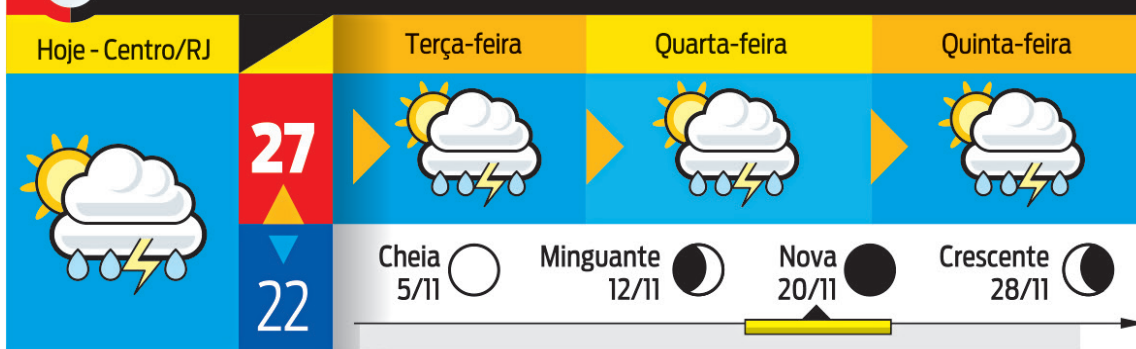 Hoje - Centro/RJ
Terça-feira
Quarta-feira
Quinta-feira
27
22
Cheia
5/11
Minguante
12/11
Nova
20/11
Crescente
28/11